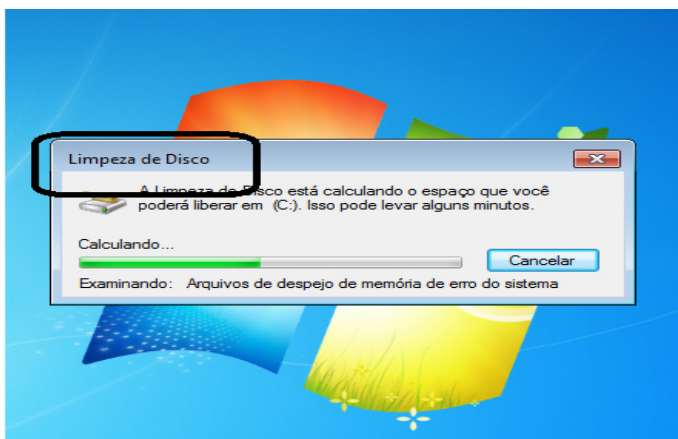 Limpeza de Disco
A Limpeza de Disco está calculando o espaço que você
poderá liberar em (C:). Isso pode levar alguns minutos.
Calculando...
Cancelar
Examinando: Arquivos de despejo de memória de erro do sistema